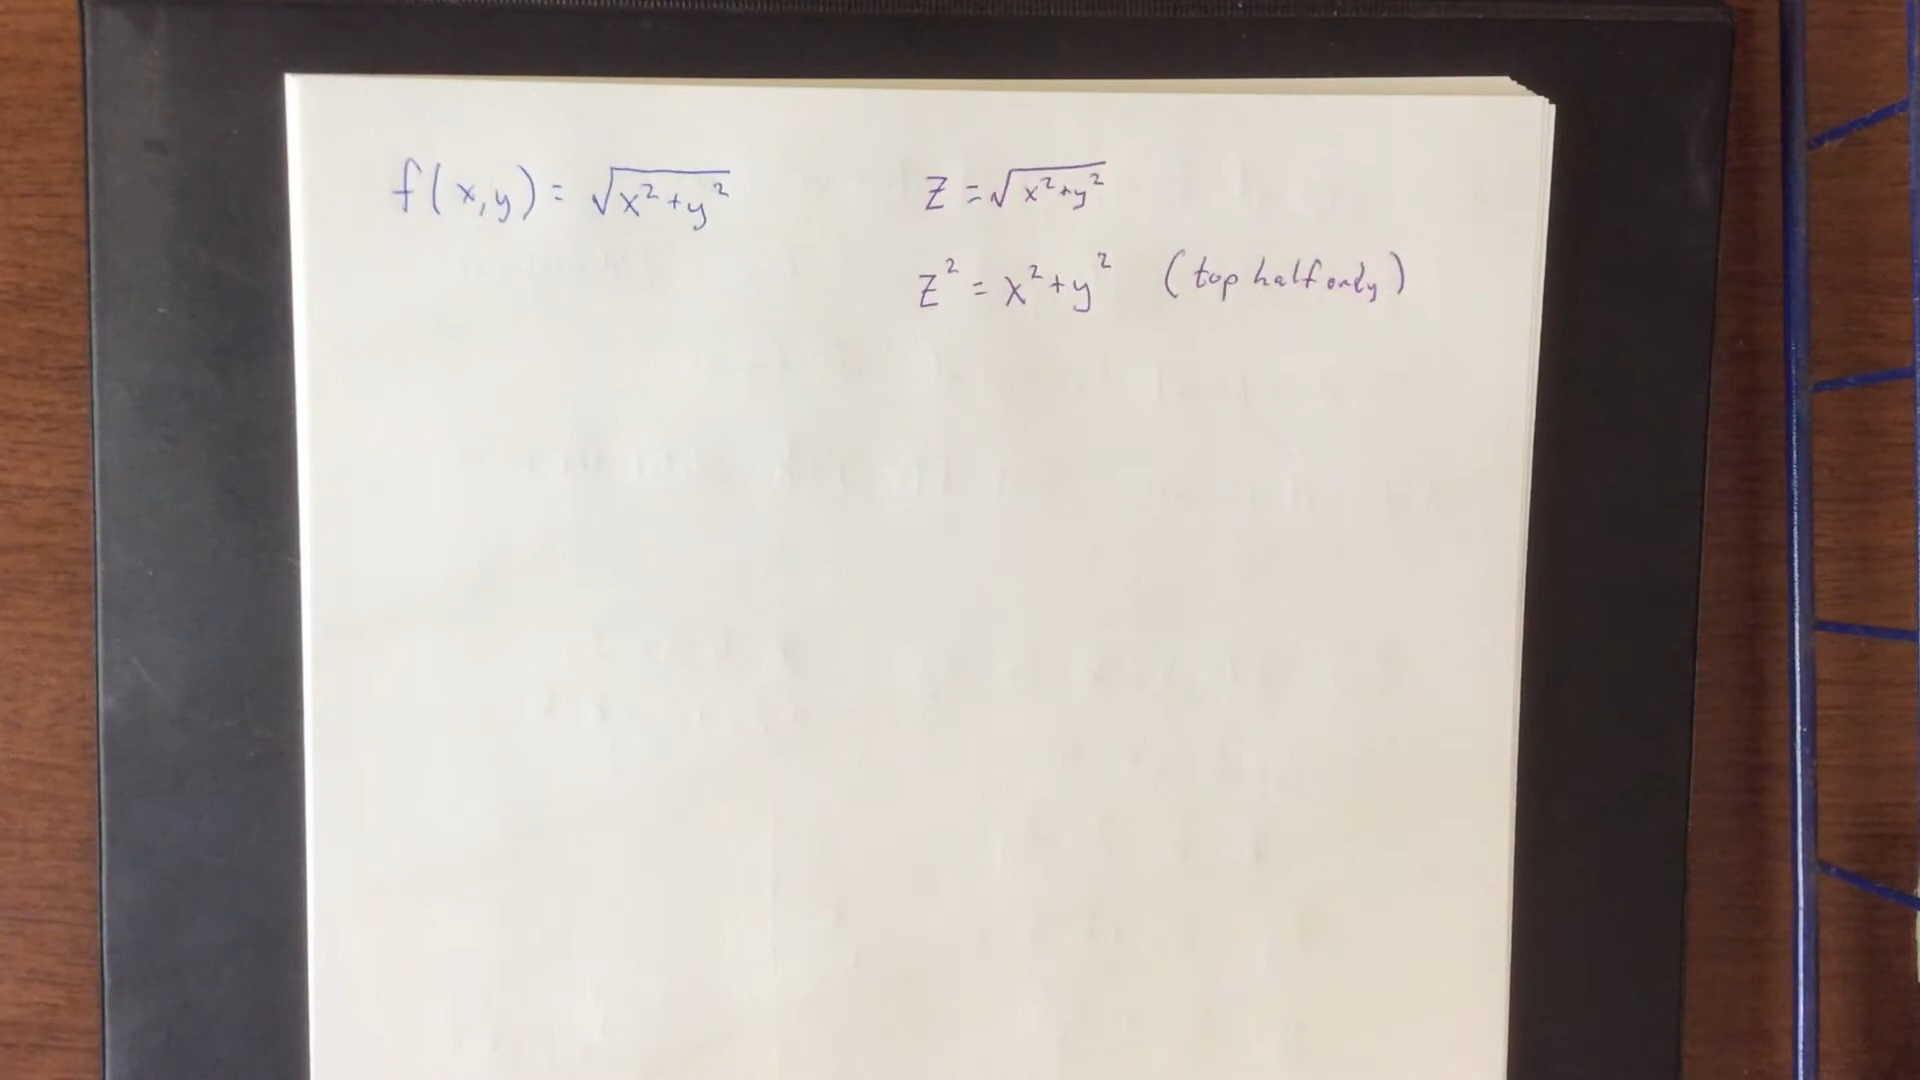 f(x,y) = √(x²+y²)
z = √(x²+y²)
z² = x²+y² (top half only)